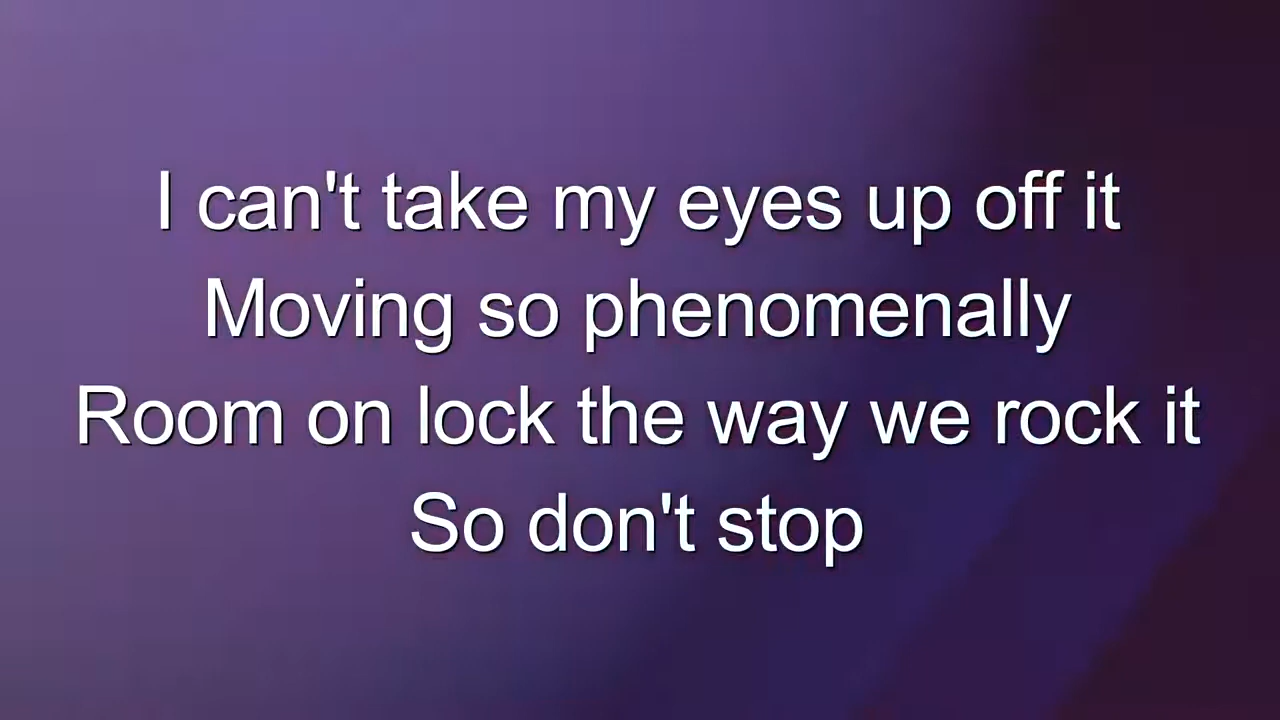 I can't take my eyes up off it
Moving so phenomenally
Room on lock the way we rock it
So don't stop